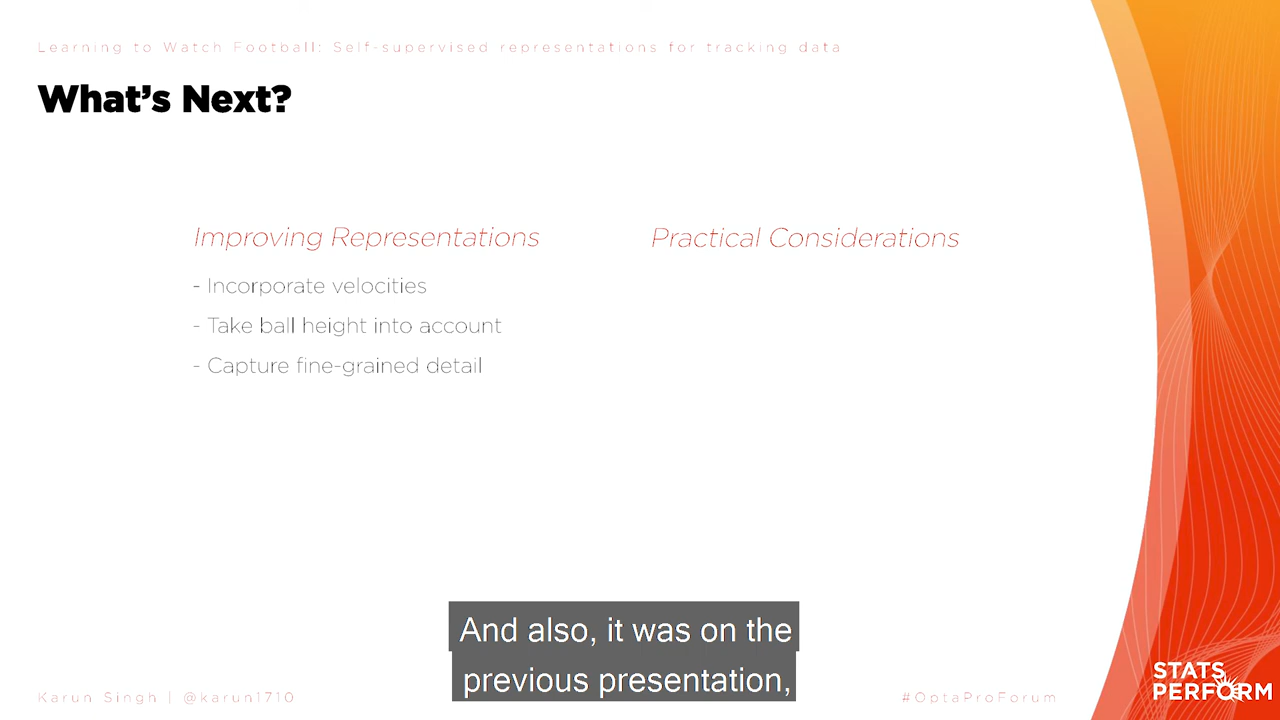 Learning to Watch Football: Self-supervised representations for tracking data
What's Next?
Improving Representations
- Incorporate velocities
- Take ball height into account
- Capture fine-grained detail
Practical Considerations
And also, it was on the
previous presentation,
Karun Singh | @karun1710
#OptaProForum
STATS
PERFORM